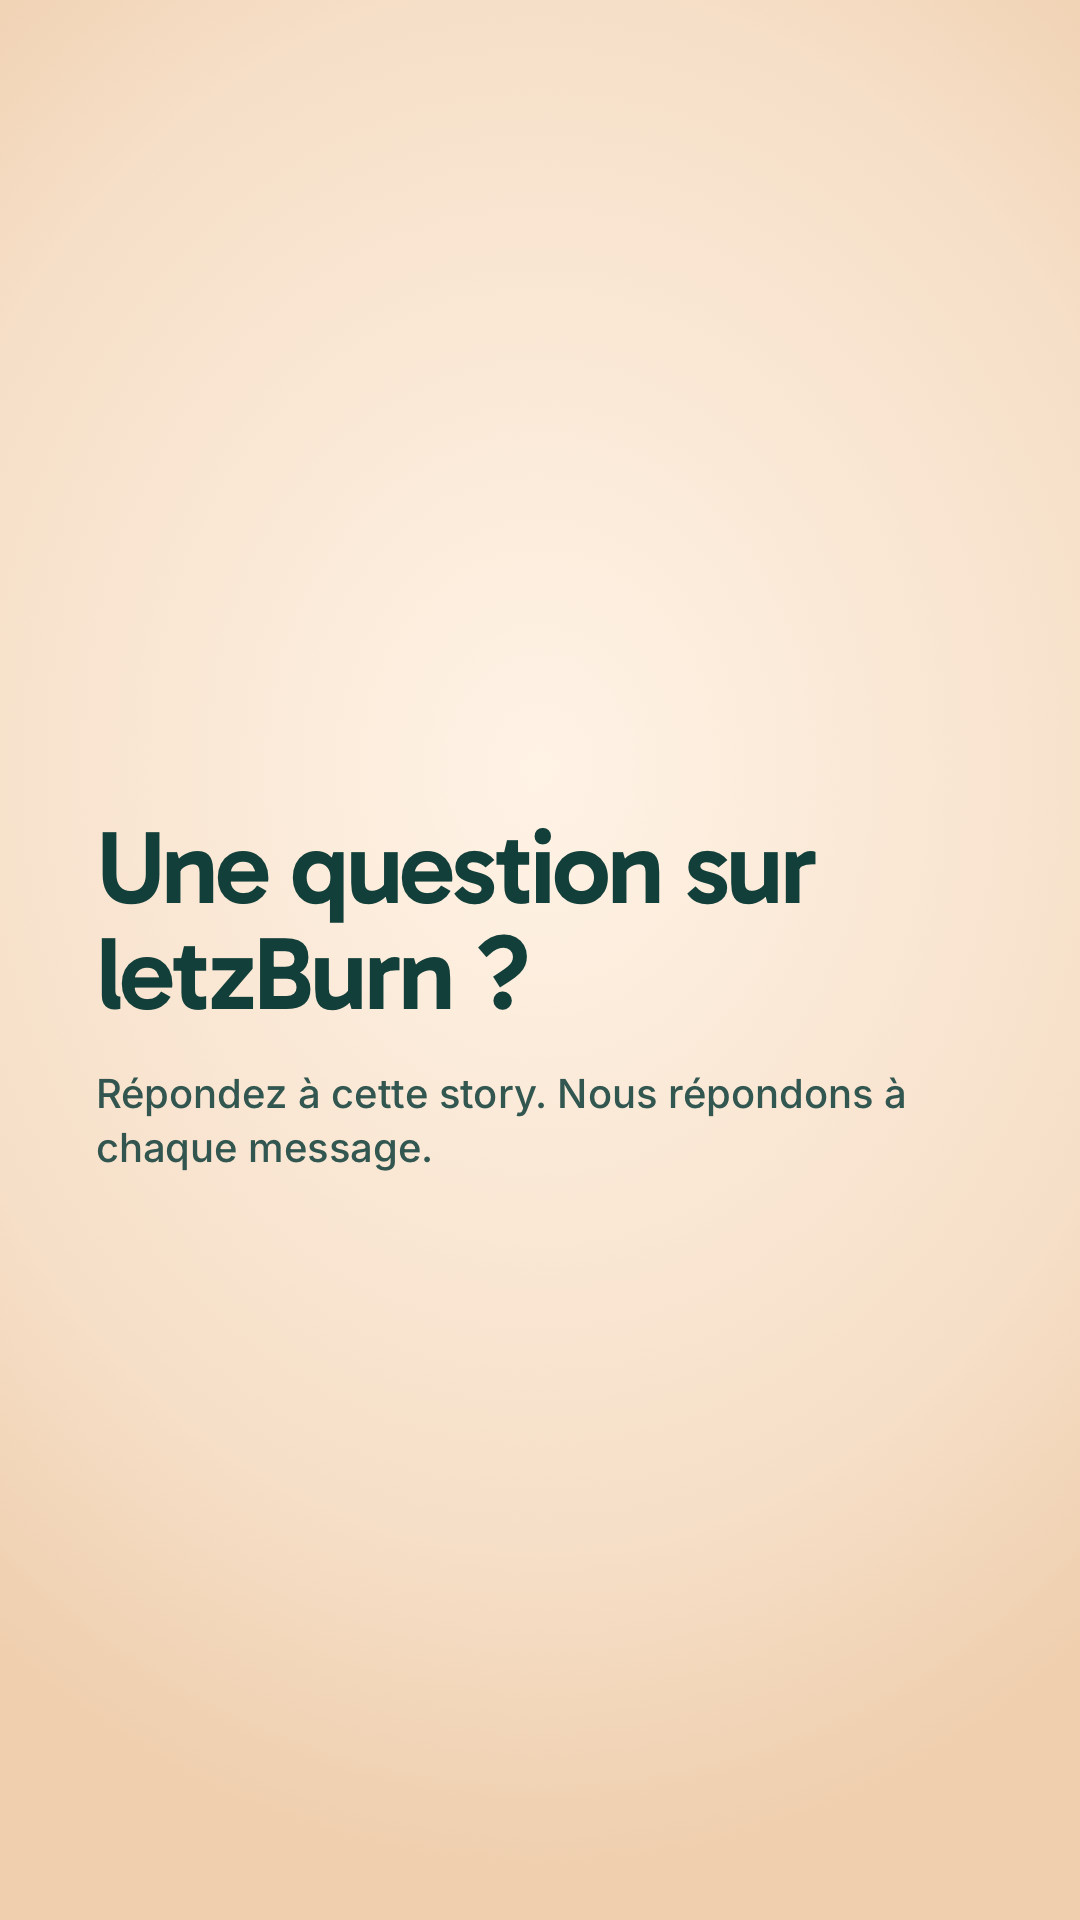 Une question sur
letzBurn ?
Répondez à cette story. Nous répondons à
chaque message.